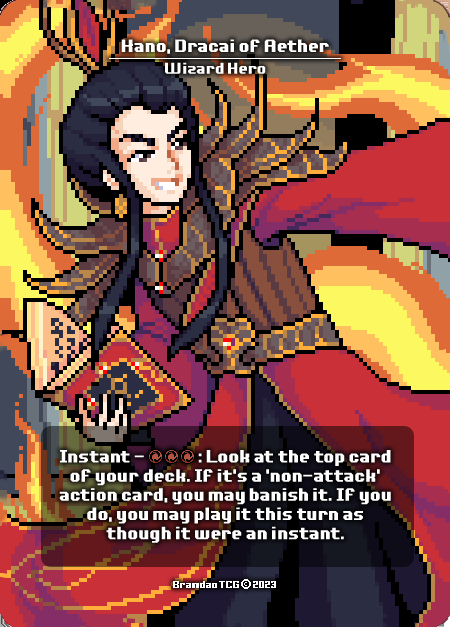 Kano, Dracai of Aether
Wizard Hero
Instant - : Look at the top card
of your deck. If it's a 'non-attack'
action card, you may banish it. If you
do, you may play it this turn as
though it were an instant.
Brandao TCG © 2023